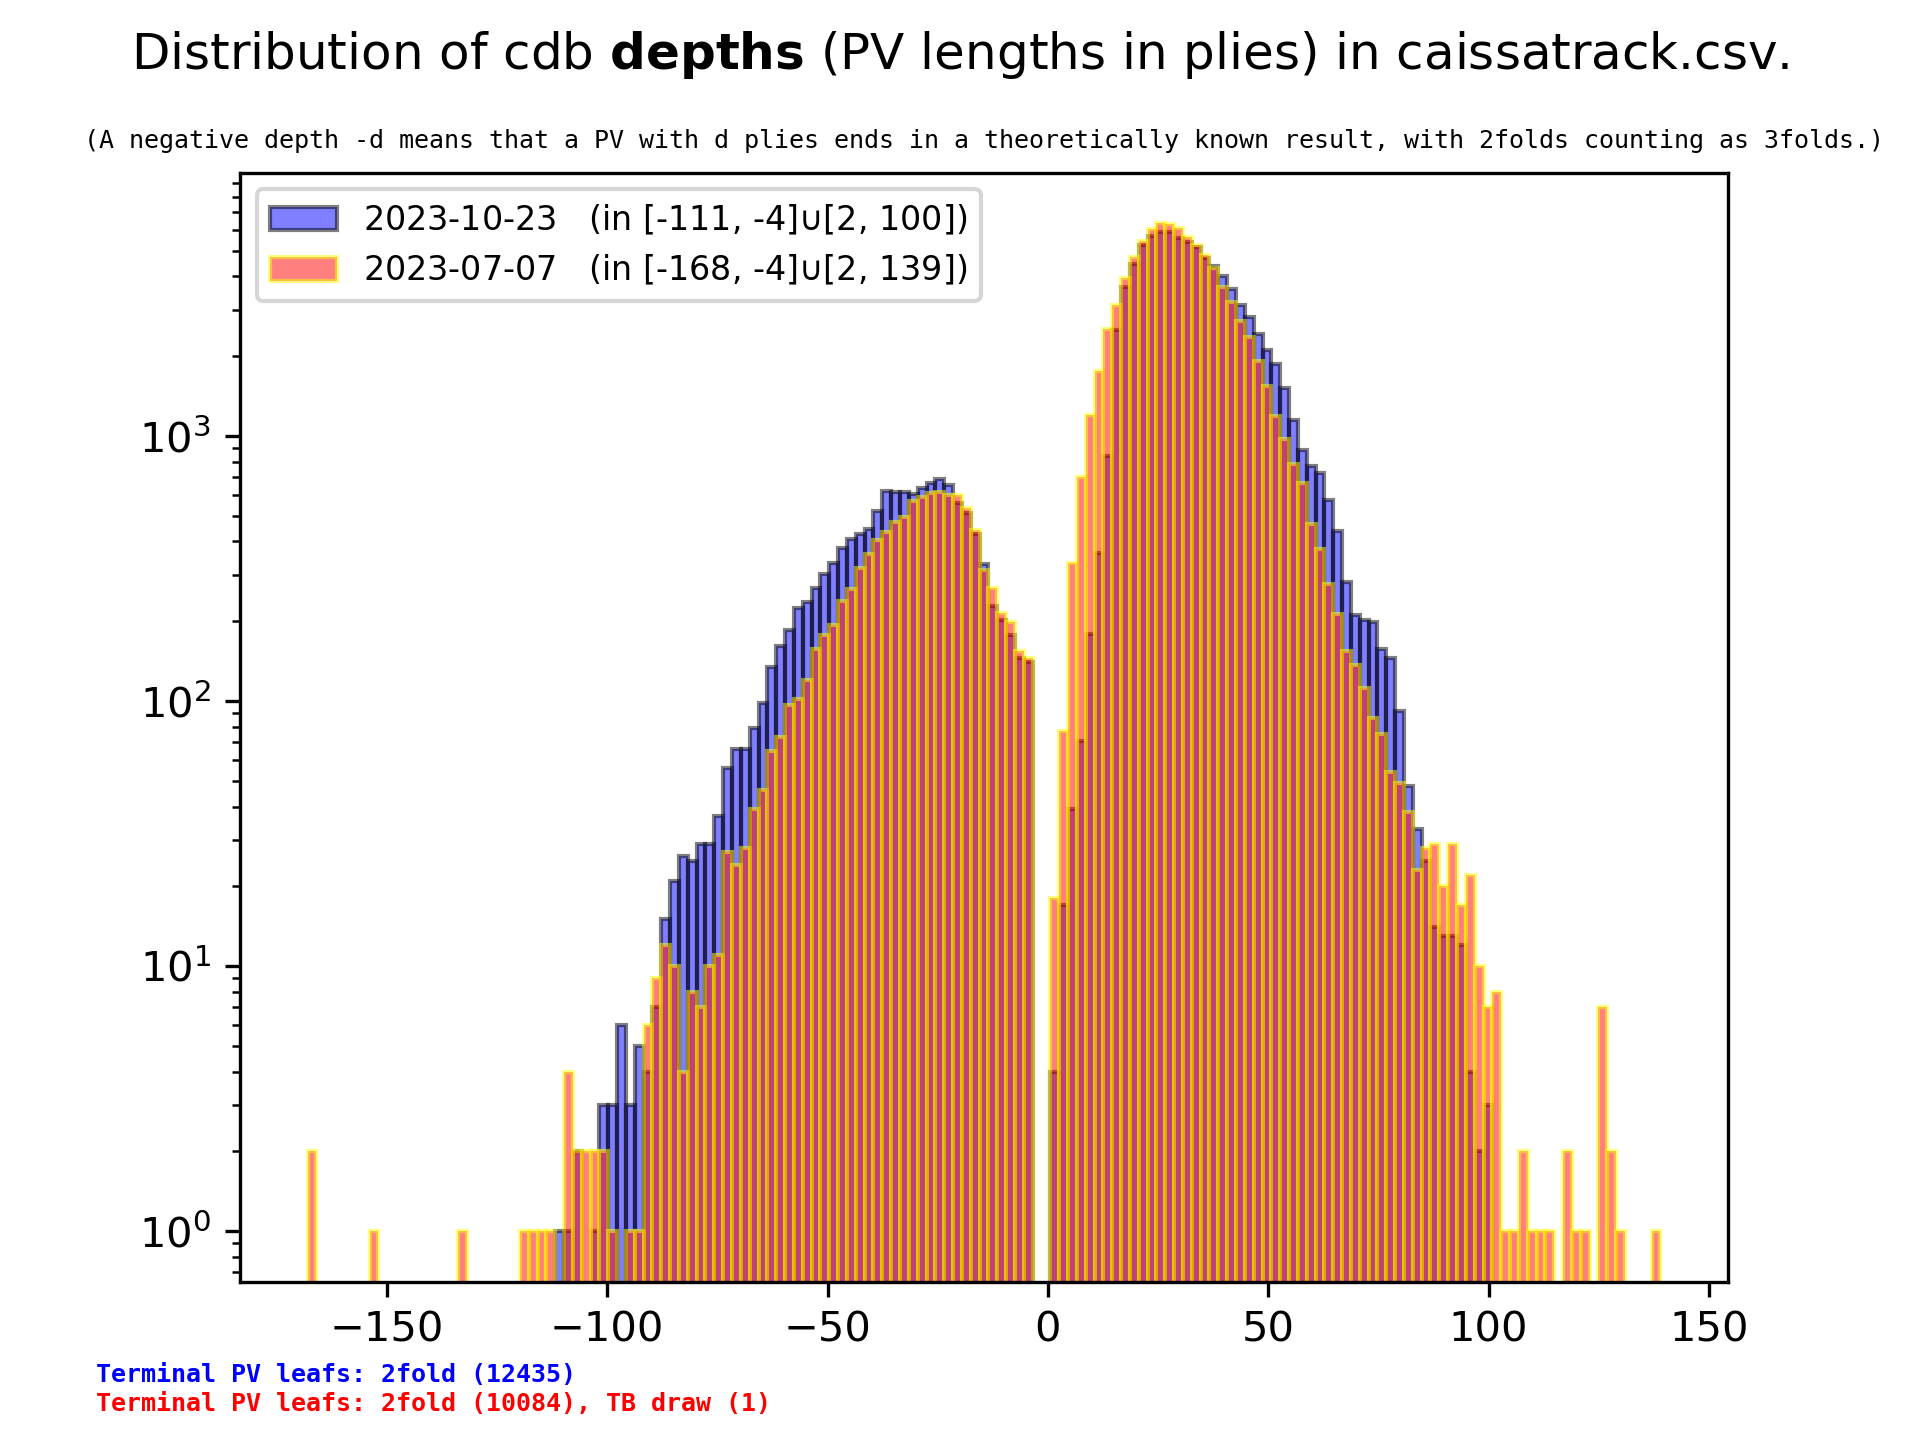 Distribution of cdb depths (PV lengths in plies) in caissatrack.csv.
(A negative depth -d means that a PV with d plies ends in a theoretically known result, with 2folds counting as 3folds.)
2023-10-23 (in [-111, -4]∪[2, 100])
2023-07-07 (in [-168, -4]∪[2, 139])
10³
10²
10¹
10⁰
−150 −100 −50 0 50 100 150
Terminal PV leafs: 2fold (12435)
Terminal PV leafs: 2fold (10084), TB draw (1)